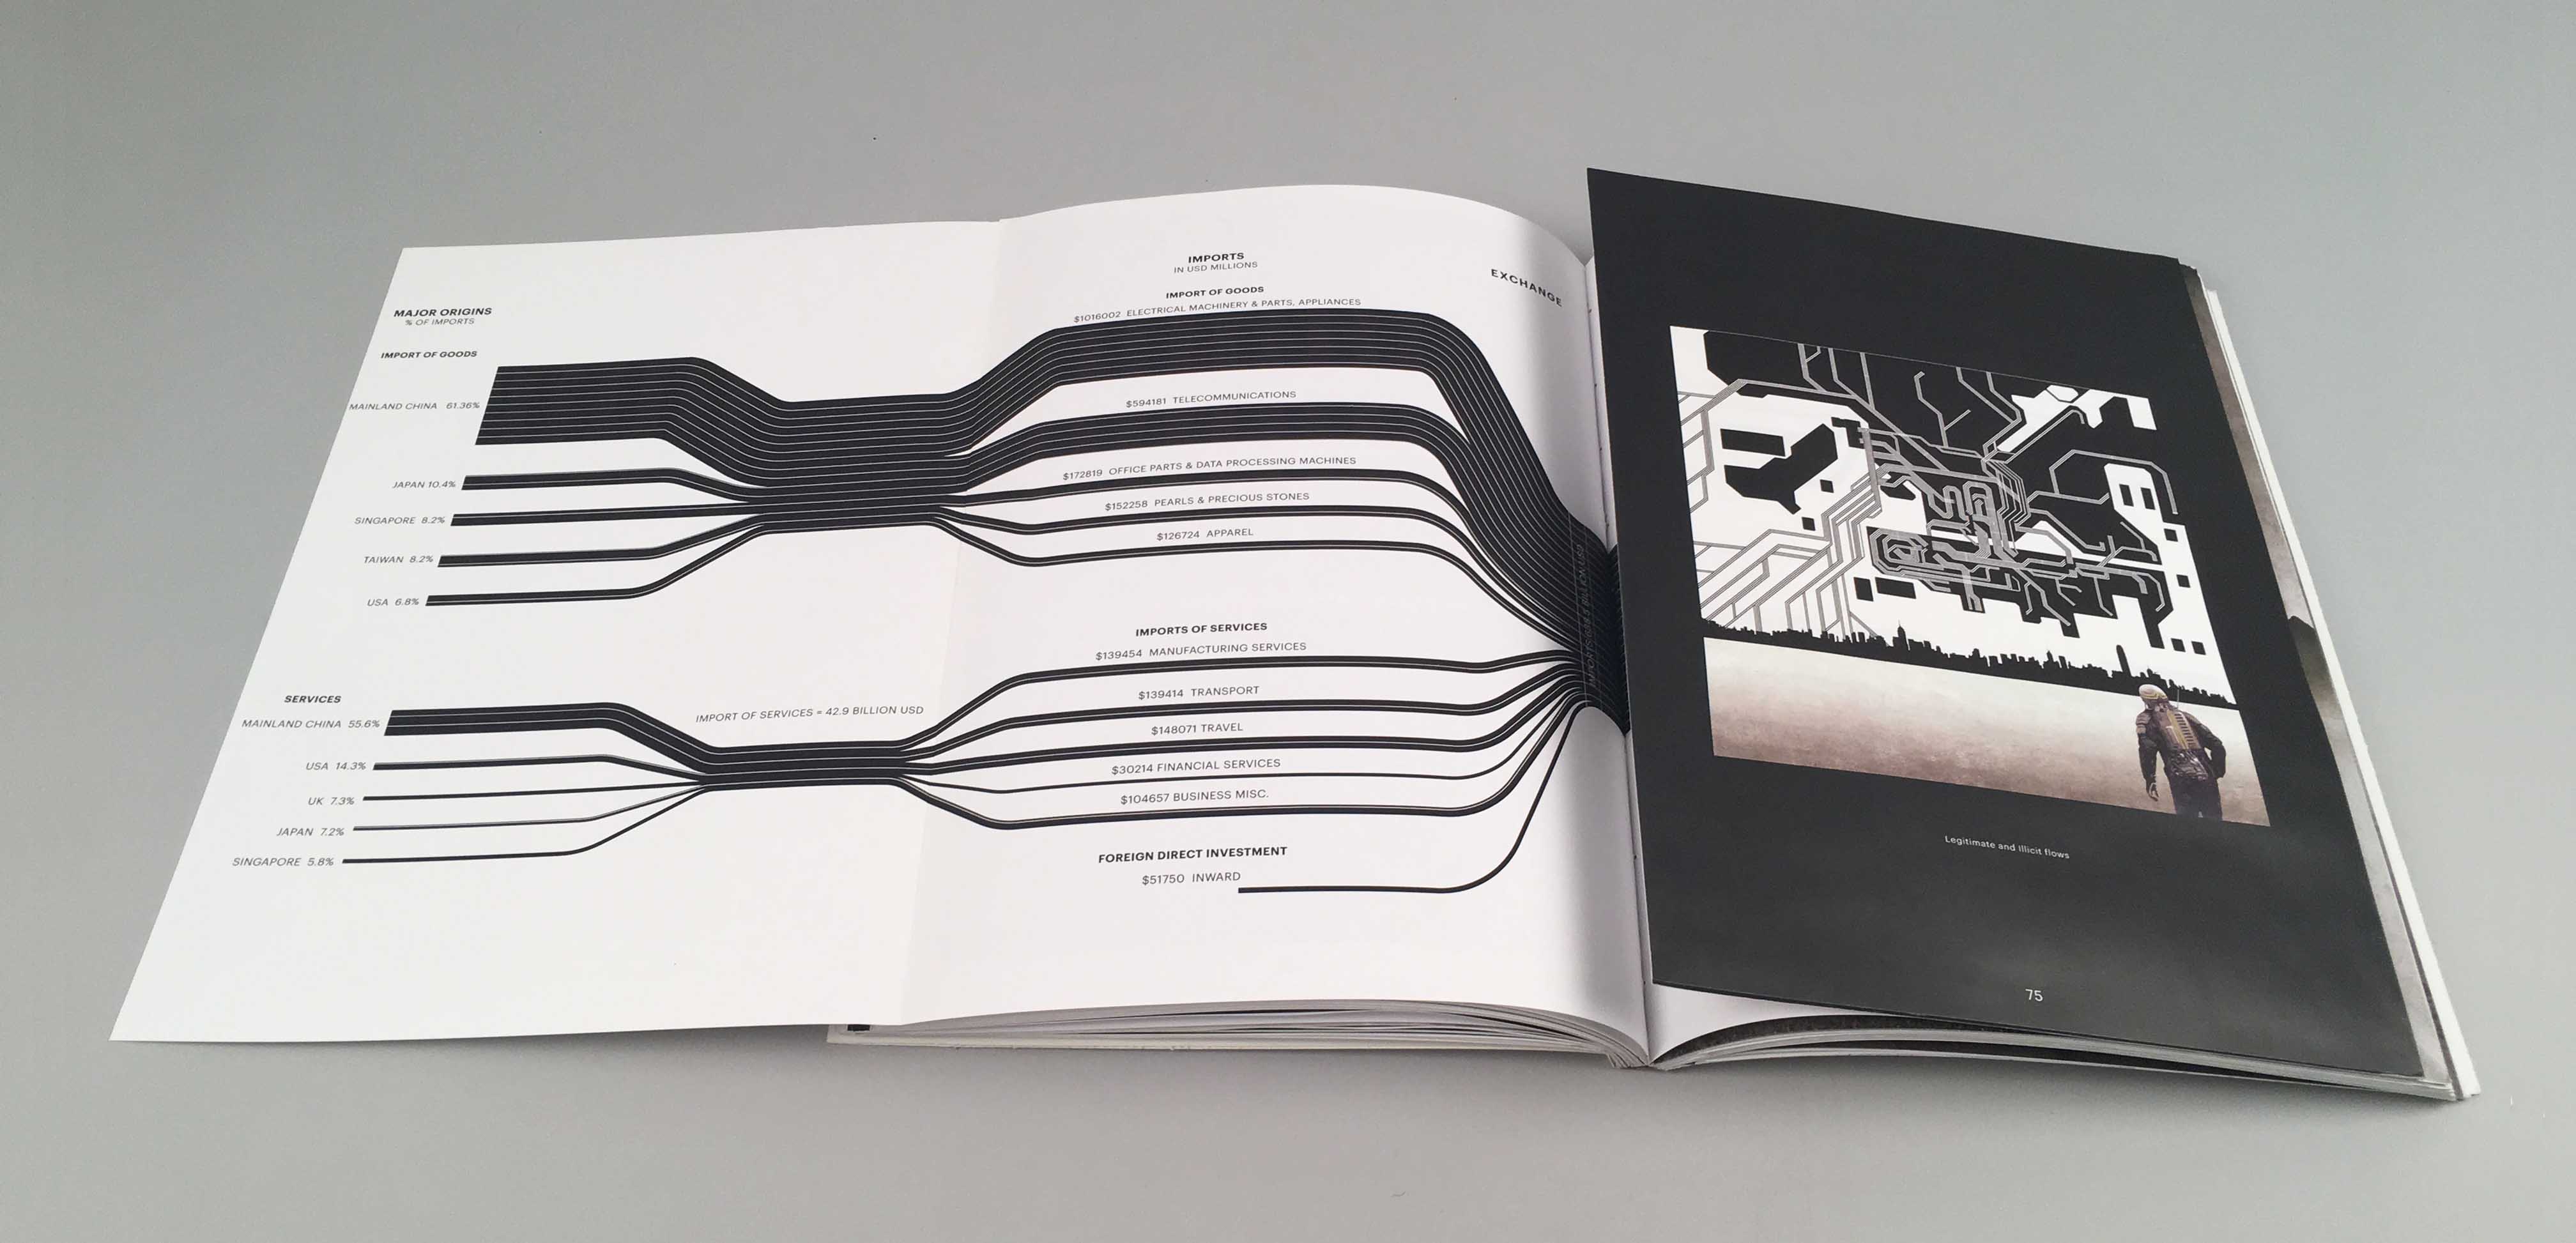 MAJOR ORIGINS
% OF IMPORTS
IMPORT OF GOODS
MAINLAND CHINA 61.36%
JAPAN 10.4%
SINGAPORE 8.2%
TAIWAN 8.2%
USA 6.8%
SERVICES
MAINLAND CHINA 55.6%
USA 14.3%
UK 7.3%
JAPAN 7.2%
SINGAPORE 5.8%
IMPORT OF SERVICES = 42.9 BILLION USD
IMPORTS
IN USD MILLIONS
IMPORT OF GOODS
$1016002 ELECTRICAL MACHINERY & PARTS, APPLIANCES
$594181 TELECOMMUNICATIONS
$172819 OFFICE PARTS & DATA PROCESSING MACHINES
$152258 PEARLS & PRECIOUS STONES
$126724 APPAREL
IMPORTS OF SERVICES
$139454 MANUFACTURING SERVICES
$139414 TRANSPORT
$148071 TRAVEL
$30214 FINANCIAL SERVICES
$104657 BUSINESS MISC.
FOREIGN DIRECT INVESTMENT
$51750 INWARD
EXCHANGE
Legitimate and Illicit flows
75